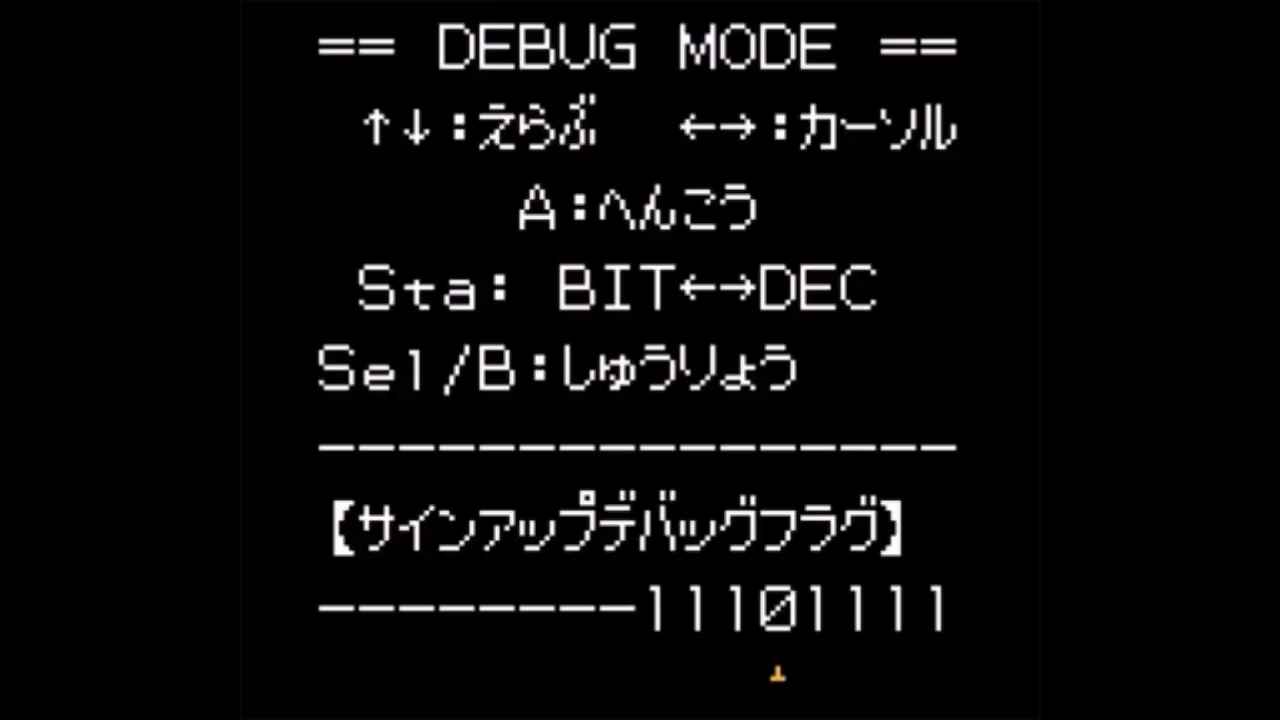 == DEBUG MODE ==
↑↓:えらぶ ←→:カーソル
A:へんこう
Sta: BIT←→DEC
Sel/B:しゅうりょう
----------------
【サインアップデバッグフラグ】
--------11101111